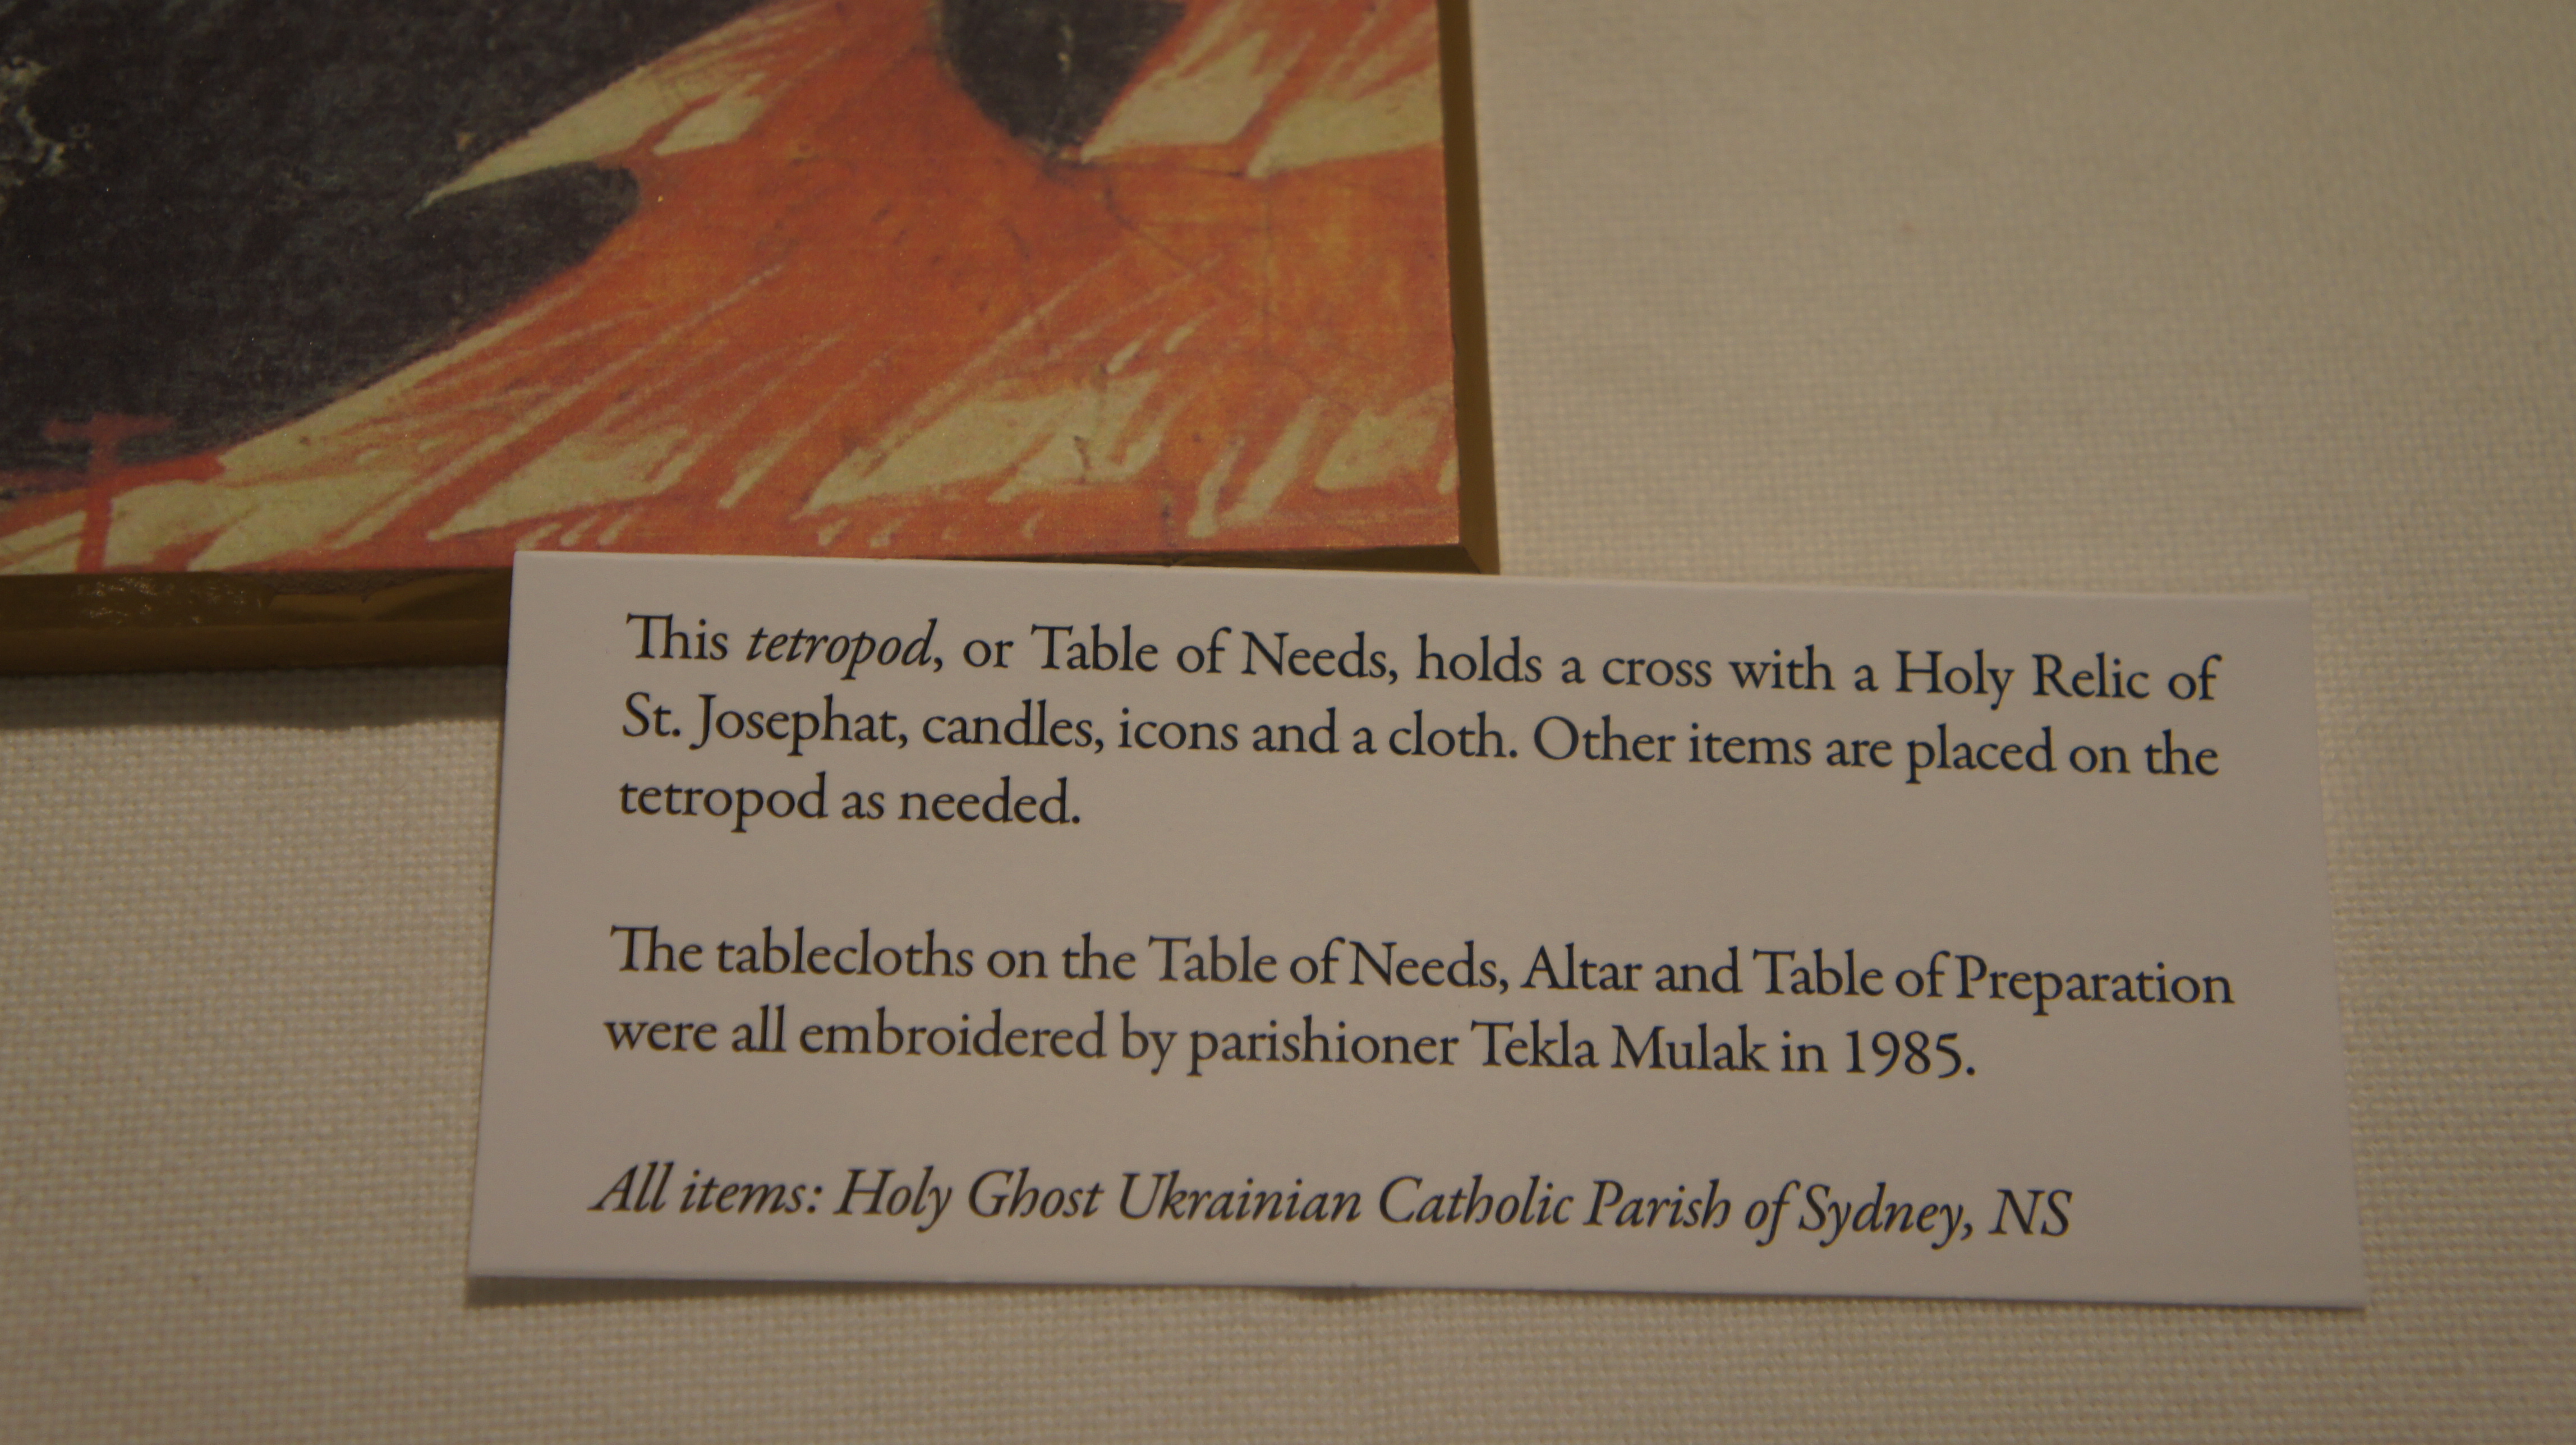 This tetropod, or Table of Needs, holds a cross with a Holy Relic of
St. Josephat, candles, icons and a cloth. Other items are placed on the
tetropod as needed.
The tablecloths on the Table of Needs, Altar and Table of Preparation
were all embroidered by parishioner Tekla Mulak in 1985.
All items: Holy Ghost Ukrainian Catholic Parish of Sydney, NS